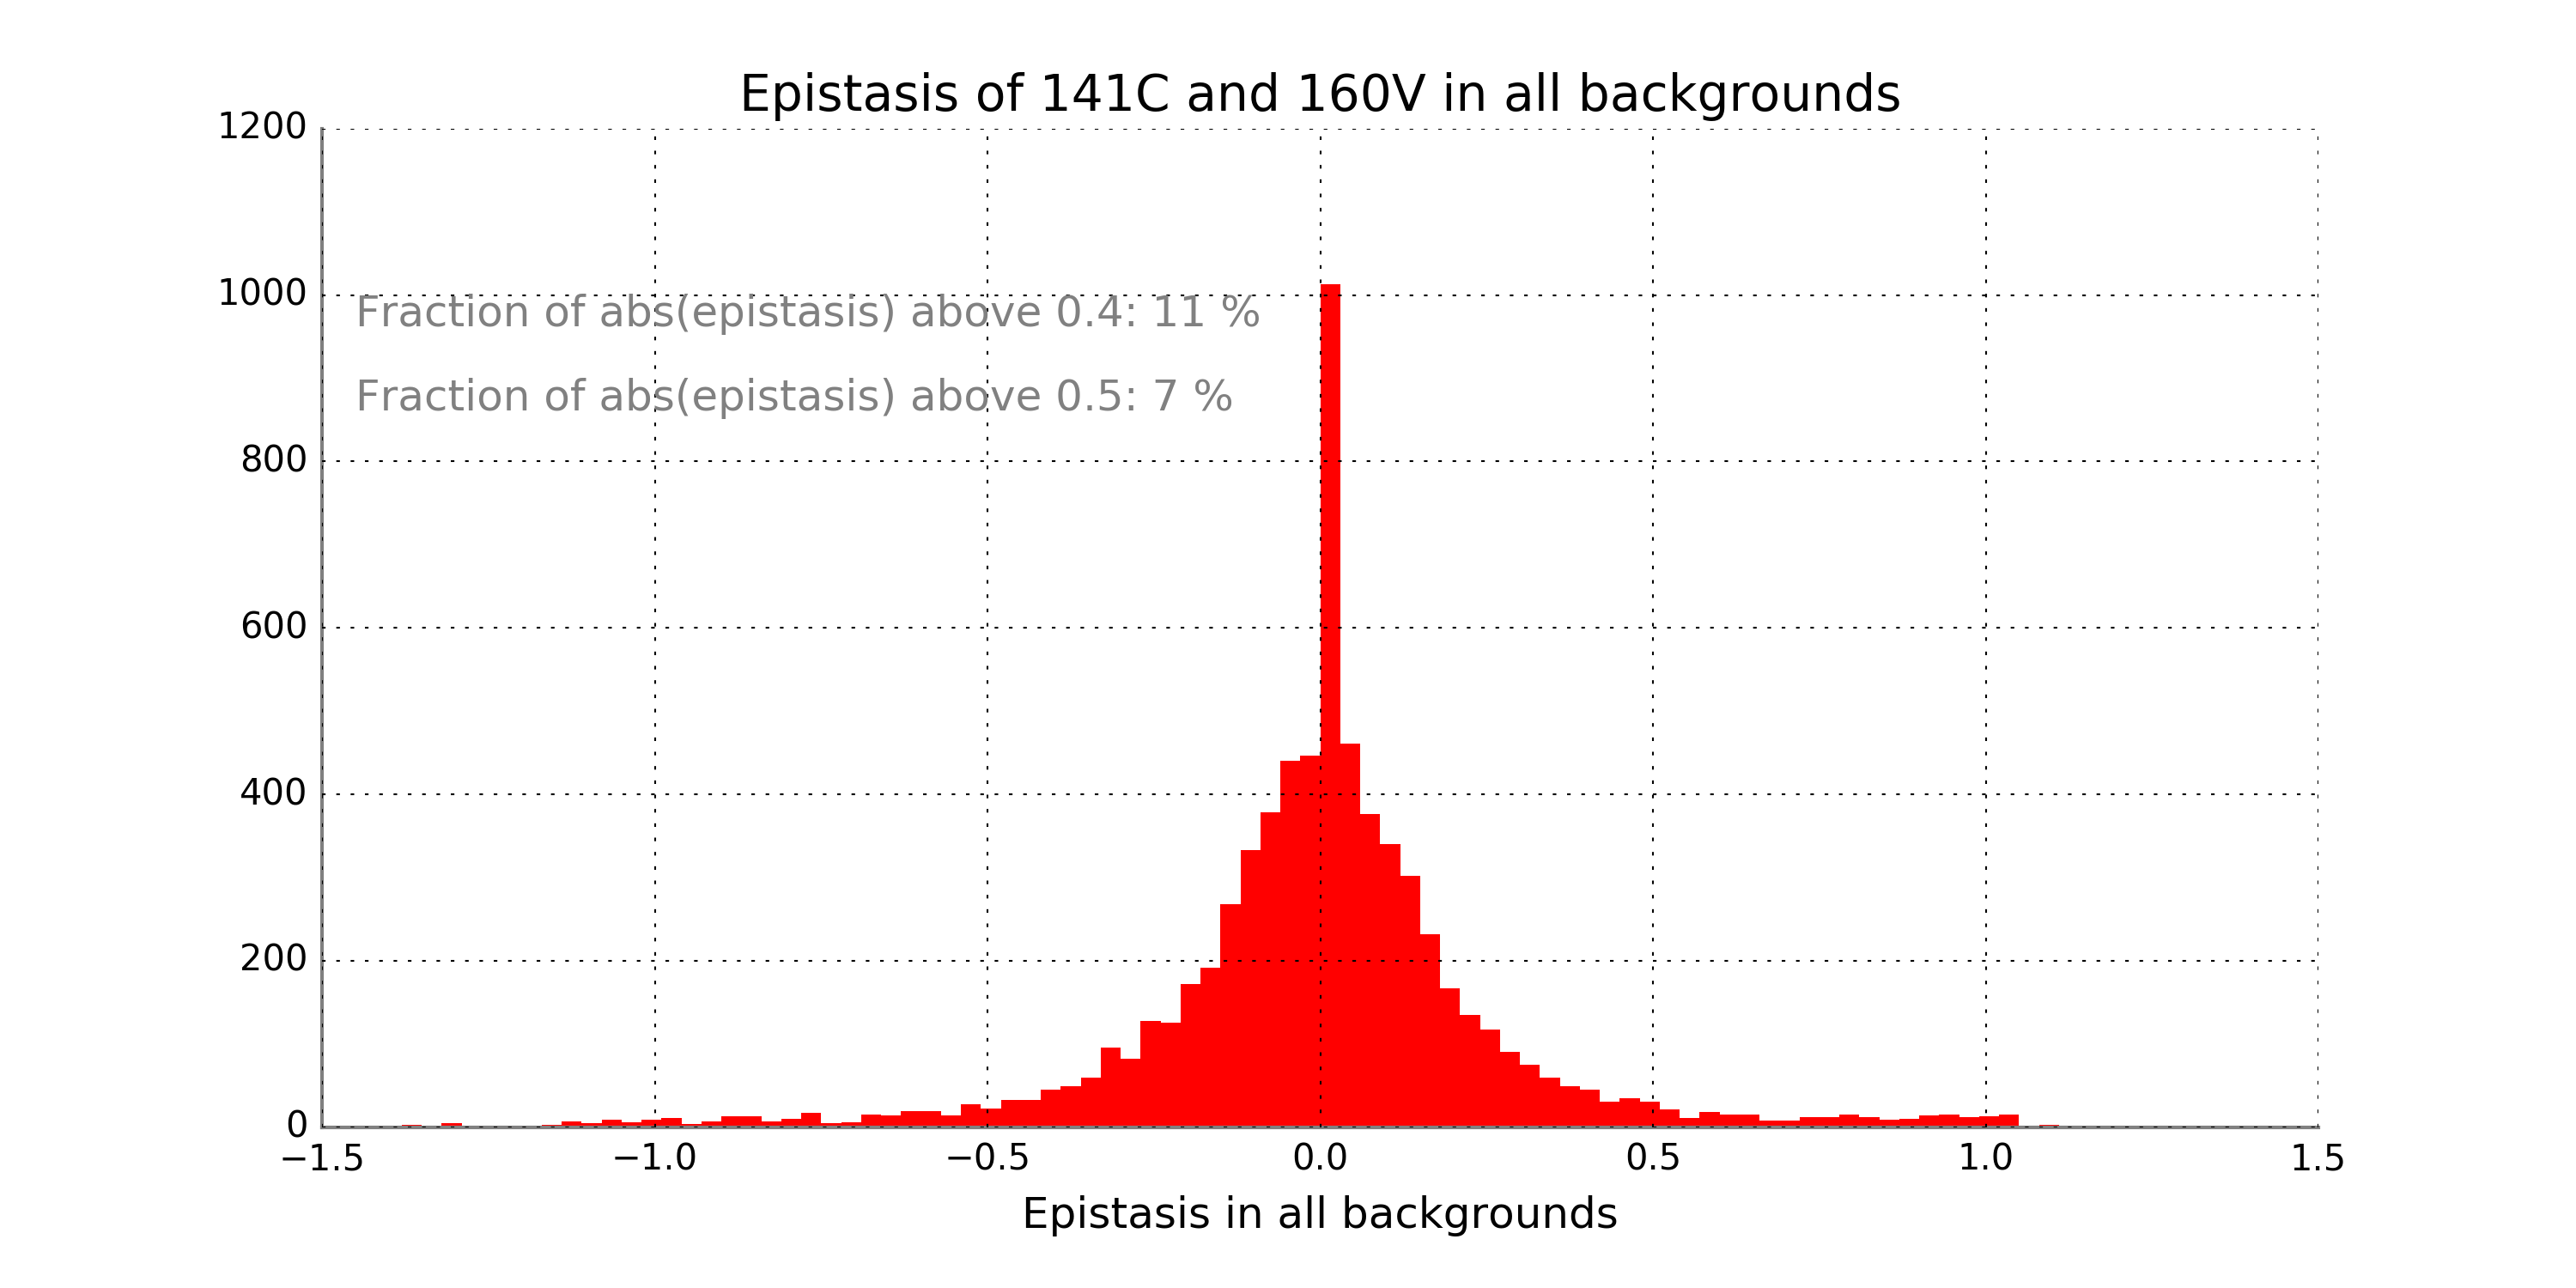 Epistasis of 141C and 160V in all backgrounds
1200
1000
Fraction of abs(epistasis) above 0.4: 11 %
Fraction of abs(epistasis) above 0.5: 7 %
800
600
400
200
0
−1.5 −1.0 −0.5 0.0 0.5 1.0 1.5
Epistasis in all backgrounds